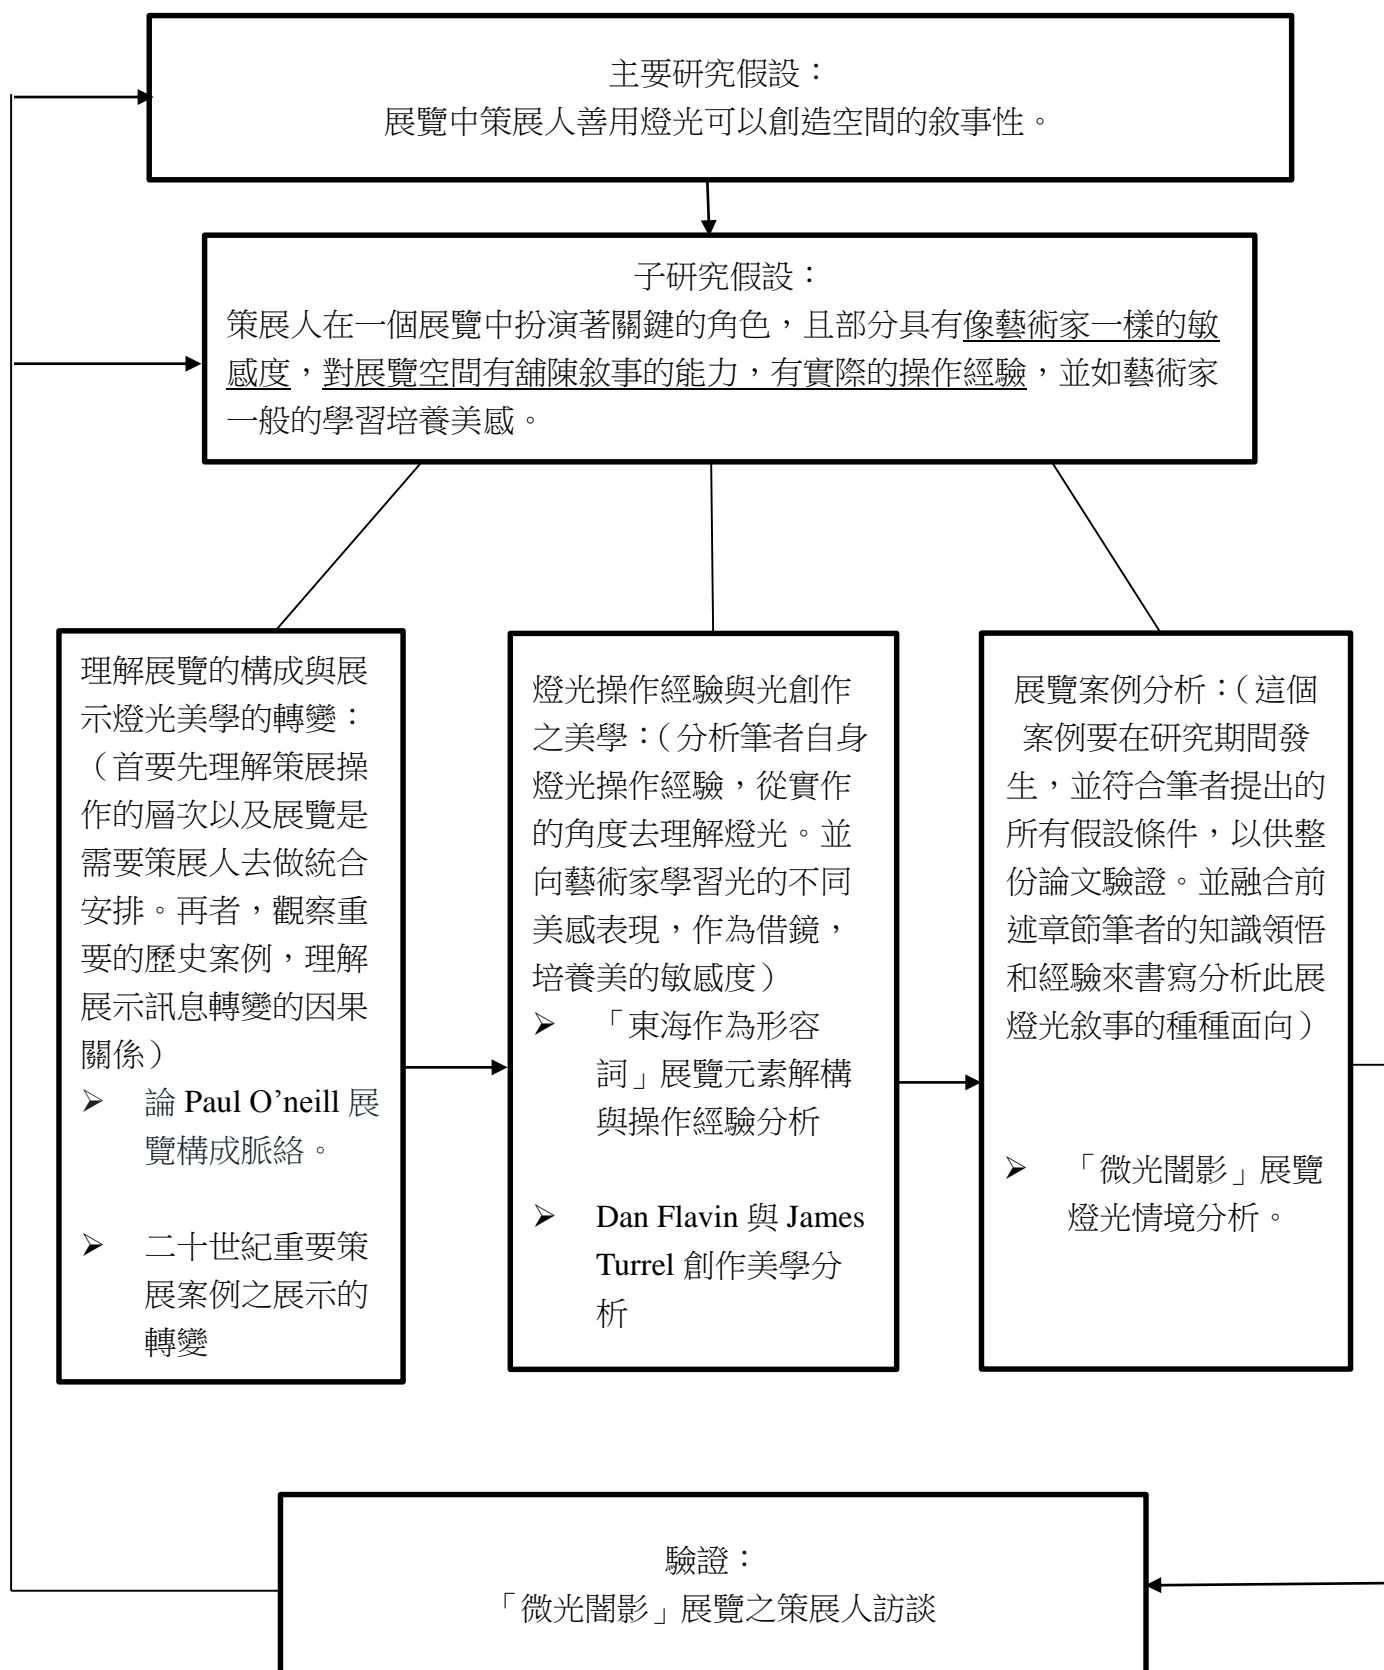 主要研究假設：
展覽中策展人善用燈光可以創造空間的敘事性。
子研究假設：
策展人在一個展覽中扮演著關鍵的角色，且部分具有像藝術家一樣的敏
感度，對展覽空間有舖陳敘事的能力，有實際的操作經驗，並如藝術家
一般的學習培養美感。
理解展覽的構成與展
示燈光美學的轉變：
（首要先理解策展操
作的層次以及展覽是
需要策展人去做統合
安排。再者，觀察重
要的歷史案例，理解
展示訊息轉變的因果
關係）
➢ 論 Paul O’neill 展
覽構成脈絡。
➢ 二十世紀重要策
展案例之展示的
轉變
燈光操作經驗與光創作
之美學：（分析筆者自身
燈光操作經驗，從實作
的角度去理解燈光。並
向藝術家學習光的不同
美感表現，作為借鏡，
培養美的敏感度）
➢ 「東海作為形容
詞」展覽元素解構
與操作經驗分析
➢ Dan Flavin 與 James
Turrel 創作美學分
析
展覽案例分析：（這個
案例要在研究期間發
生，並符合筆者提出的
所有假設條件，以供整
份論文驗證。並融合前
述章節筆者的知識領悟
和經驗來書寫分析此展
燈光敘事的種種面向）
➢ 「微光闇影」展覽
燈光情境分析。
驗證：
「微光闇影」展覽之策展人訪談